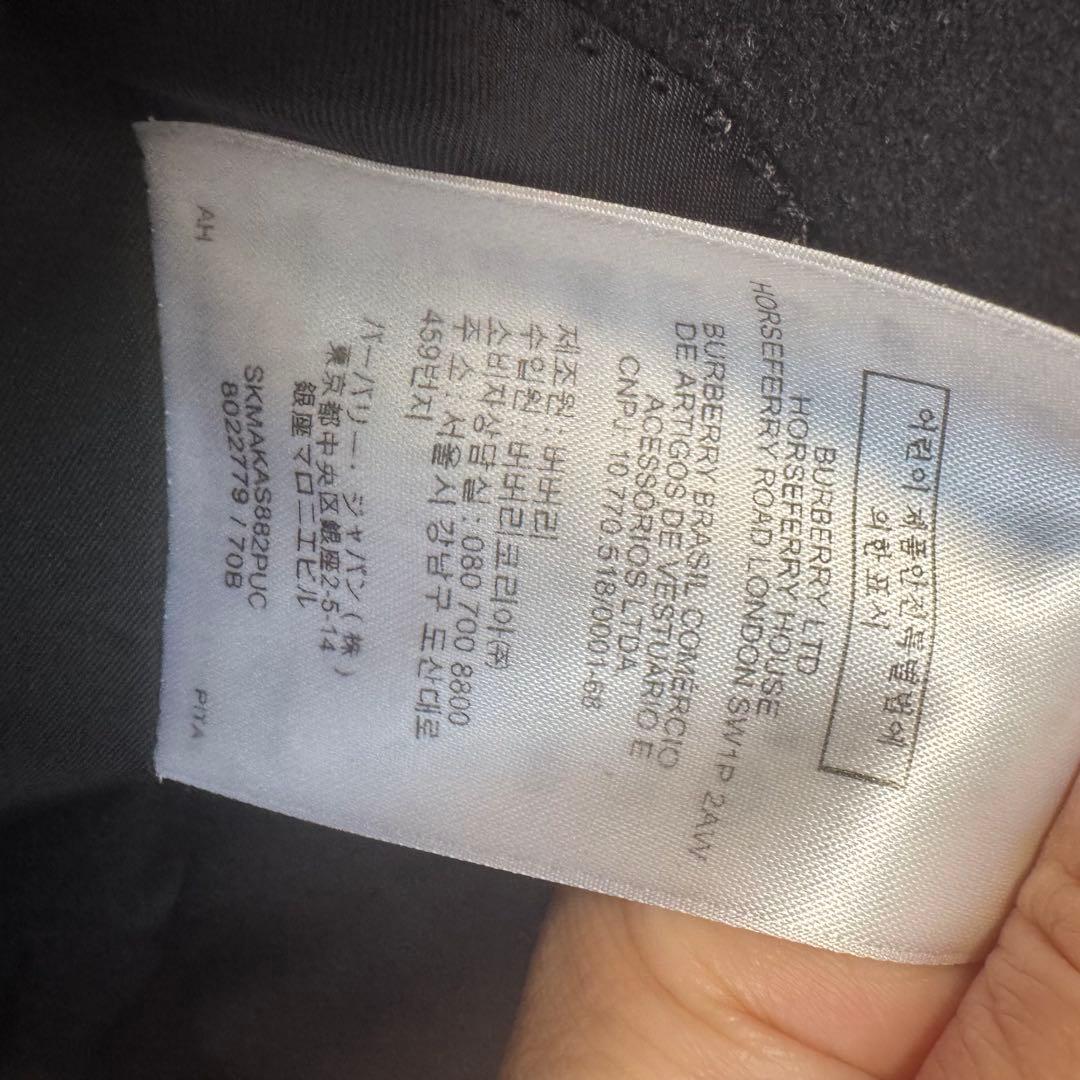 어린이제품안전특별법에
의한표시
BURBERRY LTD
HORSEFERRY HOUSE
HORSEFERRY ROAD LONDON SW1P 2AW
BURBERRY BRASIL COMÉRCIO
DE ARTIGOS DE VESTUARIO E
ACESSORIOS LTDA
CNPJ- 10 770 518/0001-68
제조원: 버버리
수입원: 버버리코리아㈜
소비자상담실: 080 700 8800
주소: 서울시 강남구 도산대로
459번지
バーバリー・ジャパン(株)
東京都中央区銀座2-5-14
銀座マロニエビル
SKMAKAS882PUC
8022779 / 70B
AH PITA